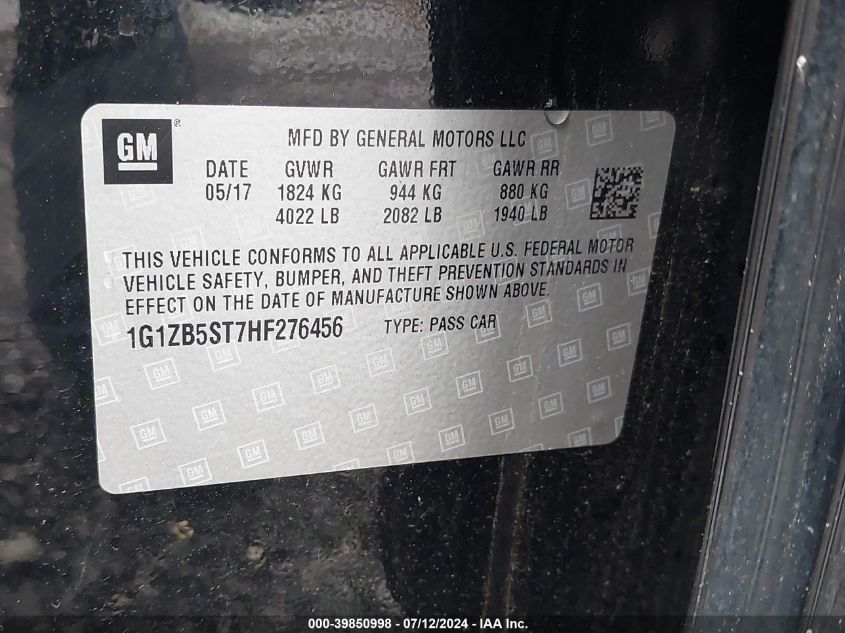 GM ®
MFD BY GENERAL MOTORS LLC
DATE GVWR GAWR FRT GAWR RR
05/17 1824 KG 944 KG 880 KG
4022 LB 2082 LB 1940 LB
THIS VEHICLE CONFORMS TO ALL APPLICABLE U.S. FEDERAL MOTOR
VEHICLE SAFETY, BUMPER, AND THEFT PREVENTION STANDARDS IN
EFFECT ON THE DATE OF MANUFACTURE SHOWN ABOVE.
1G1ZB5ST7HF276456 TYPE: PASS CAR
000-39850998 - 07/12/2024 - IAA Inc.